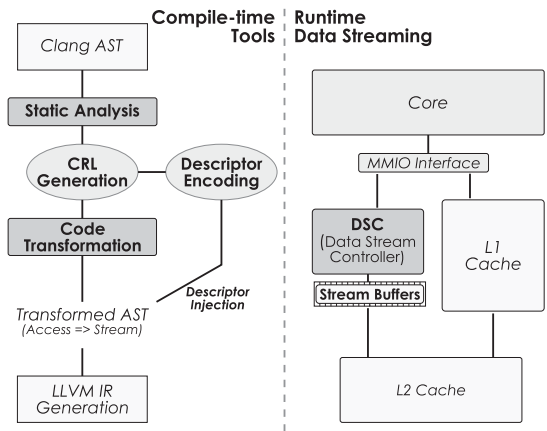 Compile-time
Tools
Runtime
Data Streaming
Clang AST
Static Analysis
CRL
Generation
Descriptor
Encoding
Code
Transformation
Descriptor
Injection
Transformed AST
(Access => Stream)
LLVM IR
Generation
Core
MMIO Interface
DSC
(Data Stream
Controller)
Stream Buffers
L1
Cache
L2 Cache